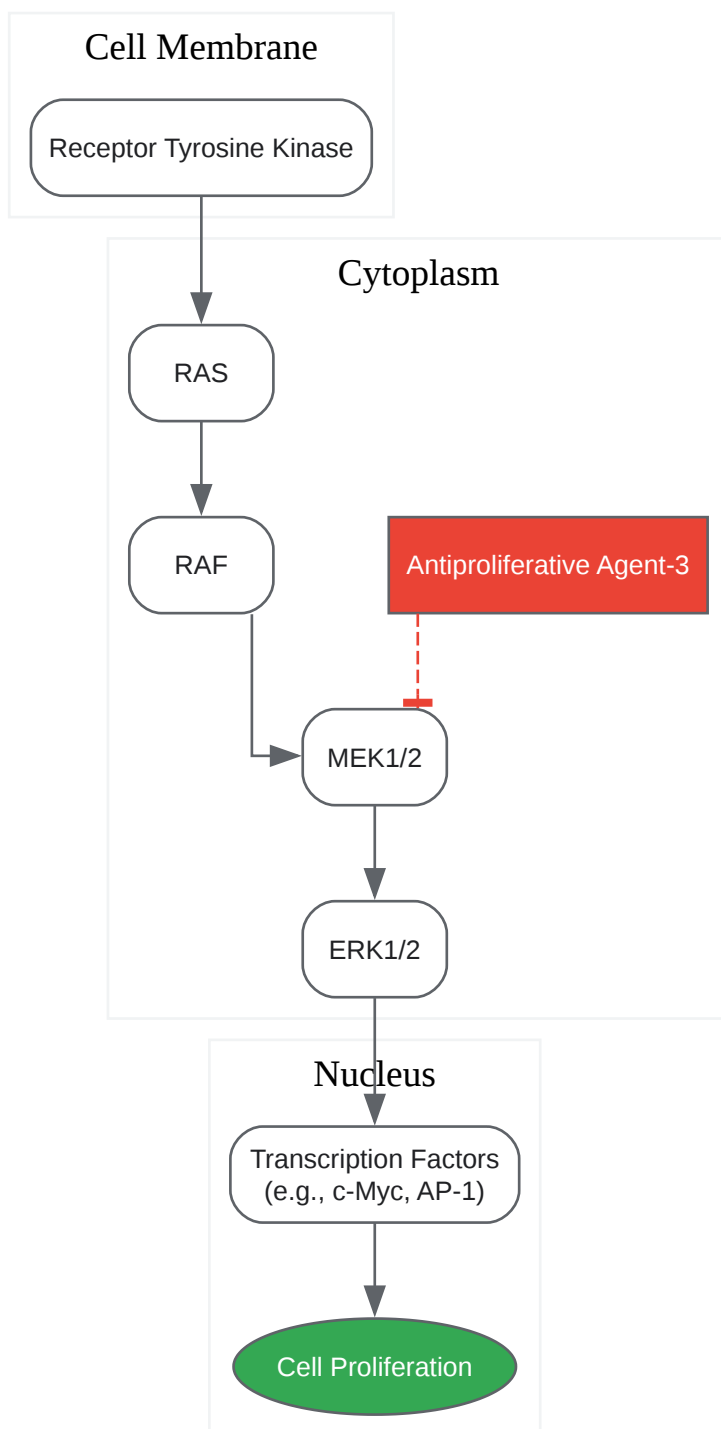 Cell Membrane
Receptor Tyrosine Kinase
Cytoplasm
RAS
RAF
Antiproliferative Agent-3
MEK1/2
ERK1/2
Nucleus
Transcription Factors
(e.g., c-Myc, AP-1)
Cell Proliferation